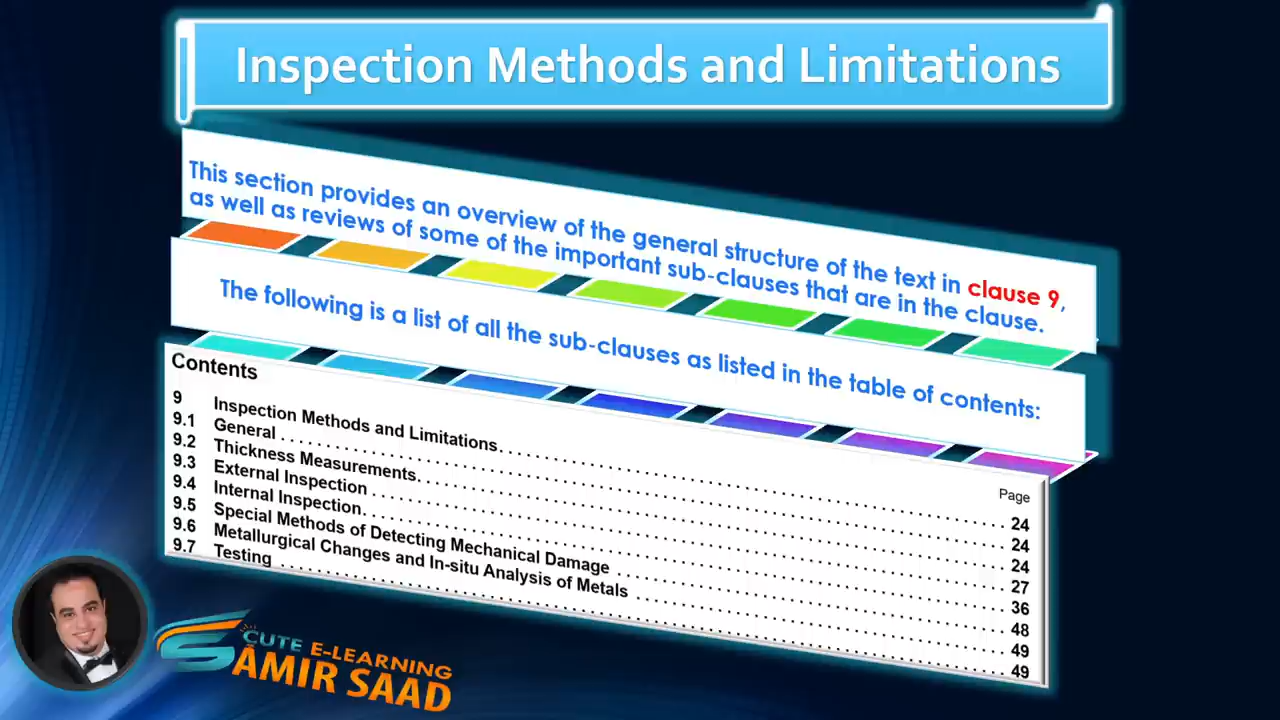 Inspection Methods and Limitations
This section provides an overview of the general structure of the text in clause 9,
as well as reviews of some of the important sub-clauses that are in the clause.
The following is a list of all the sub-clauses as listed in the table of contents:
Contents
Page
9 Inspection Methods and Limitations. . . . . . . . . . . . . . . . . . . . . . . . 24
9.1 General . . . . . . . . . . . . . . . . . . . . . . . . 24
9.2 Thickness Measurements. . . . . . . . . . . . . . . . . . . . . . . . 24
9.3 External Inspection . . . . . . . . . . . . . . . . . . . . . . . . 27
9.4 Internal Inspection. . . . . . . . . . . . . . . . . . . . . . . . 36
9.5 Special Methods of Detecting Mechanical Damage . . . . . . . . . . . . . . . . . . . . . . . . 48
9.6 Metallurgical Changes and In-situ Analysis of Metals . . . . . . . . . . . . . . . . . . . . . . . . 49
9.7 Testing . . . . . . . . . . . . . . . . . . . . . . . . 49
CUTE E-LEARNING
AMIR SAAD